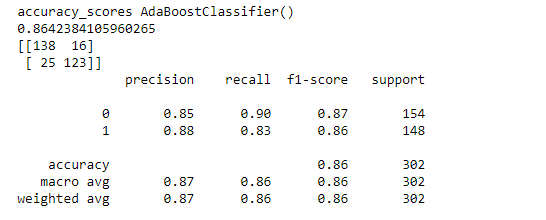 accuracy_scores AdaBoostClassifier()
0.8642384105960265
[[138  16]
 [ 25 123]]
              precision    recall  f1-score   support

           0       0.85      0.90      0.87       154
           1       0.88      0.83      0.86       148

    accuracy                           0.86       302
   macro avg       0.87      0.86      0.86       302
weighted avg       0.87      0.86      0.86       302